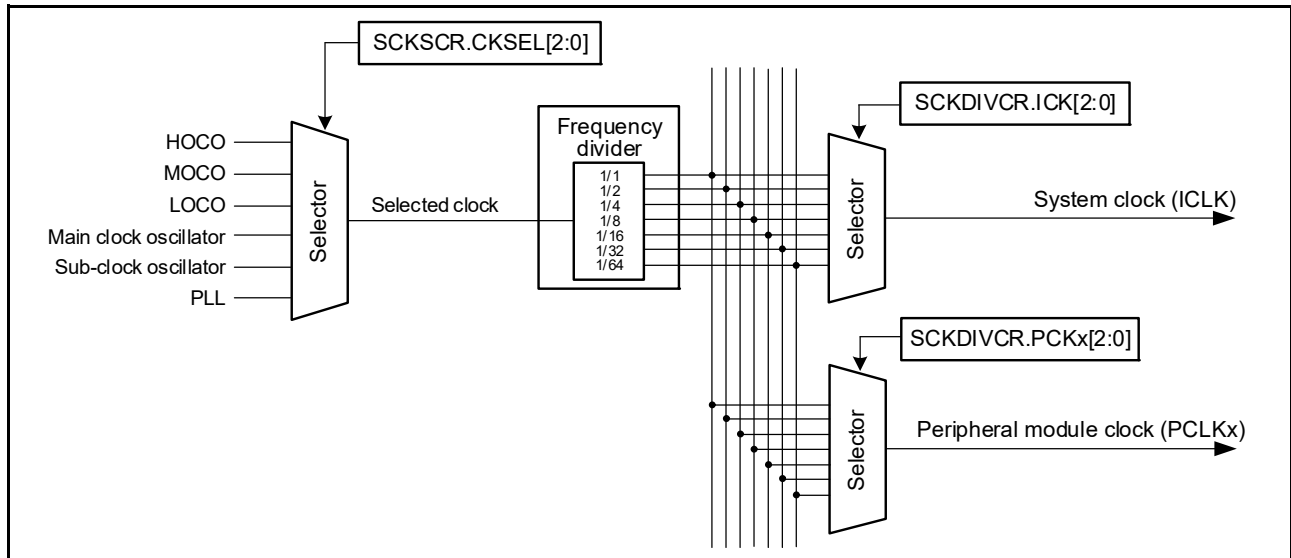 SCKSCR.CKSEL[2:0]
HOCO
MOCO
LOCO
Main clock oscillator
Sub-clock oscillator
PLL
Selector
Selected clock
Frequency
divider
1/1
1/2
1/4
1/8
1/16
1/32
1/64
SCKDIVCR.ICK[2:0]
Selector
System clock (ICLK)
SCKDIVCR.PCKx[2:0]
Selector
Peripheral module clock (PCLKx)